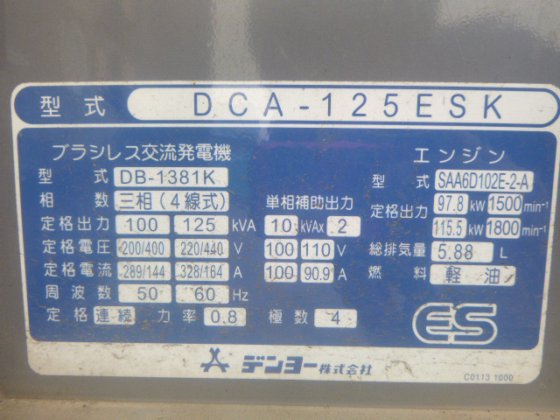 型式 DCA-125ESK
ブラシレス交流発電機 エンジン
型式 DB-1381K 型式 SAA6D102E-2-A
相数 三相(4線式) 単相補助出力 定格出力 97.8 kW 1500 min⁻¹
定格出力 100 125 kVA 10 kVAx 2 115.5 kW 1800 min⁻¹
定格電圧 200/400 220/440 V 100 110 V 総排気量 5.88 L
定格電流 289/144 328/164 A 100 90.9 A 燃料 軽油
周波数 50 60 Hz
定格 連続 力率 0.8 極数 4 ES
デンヨー株式会社
C0113 1000